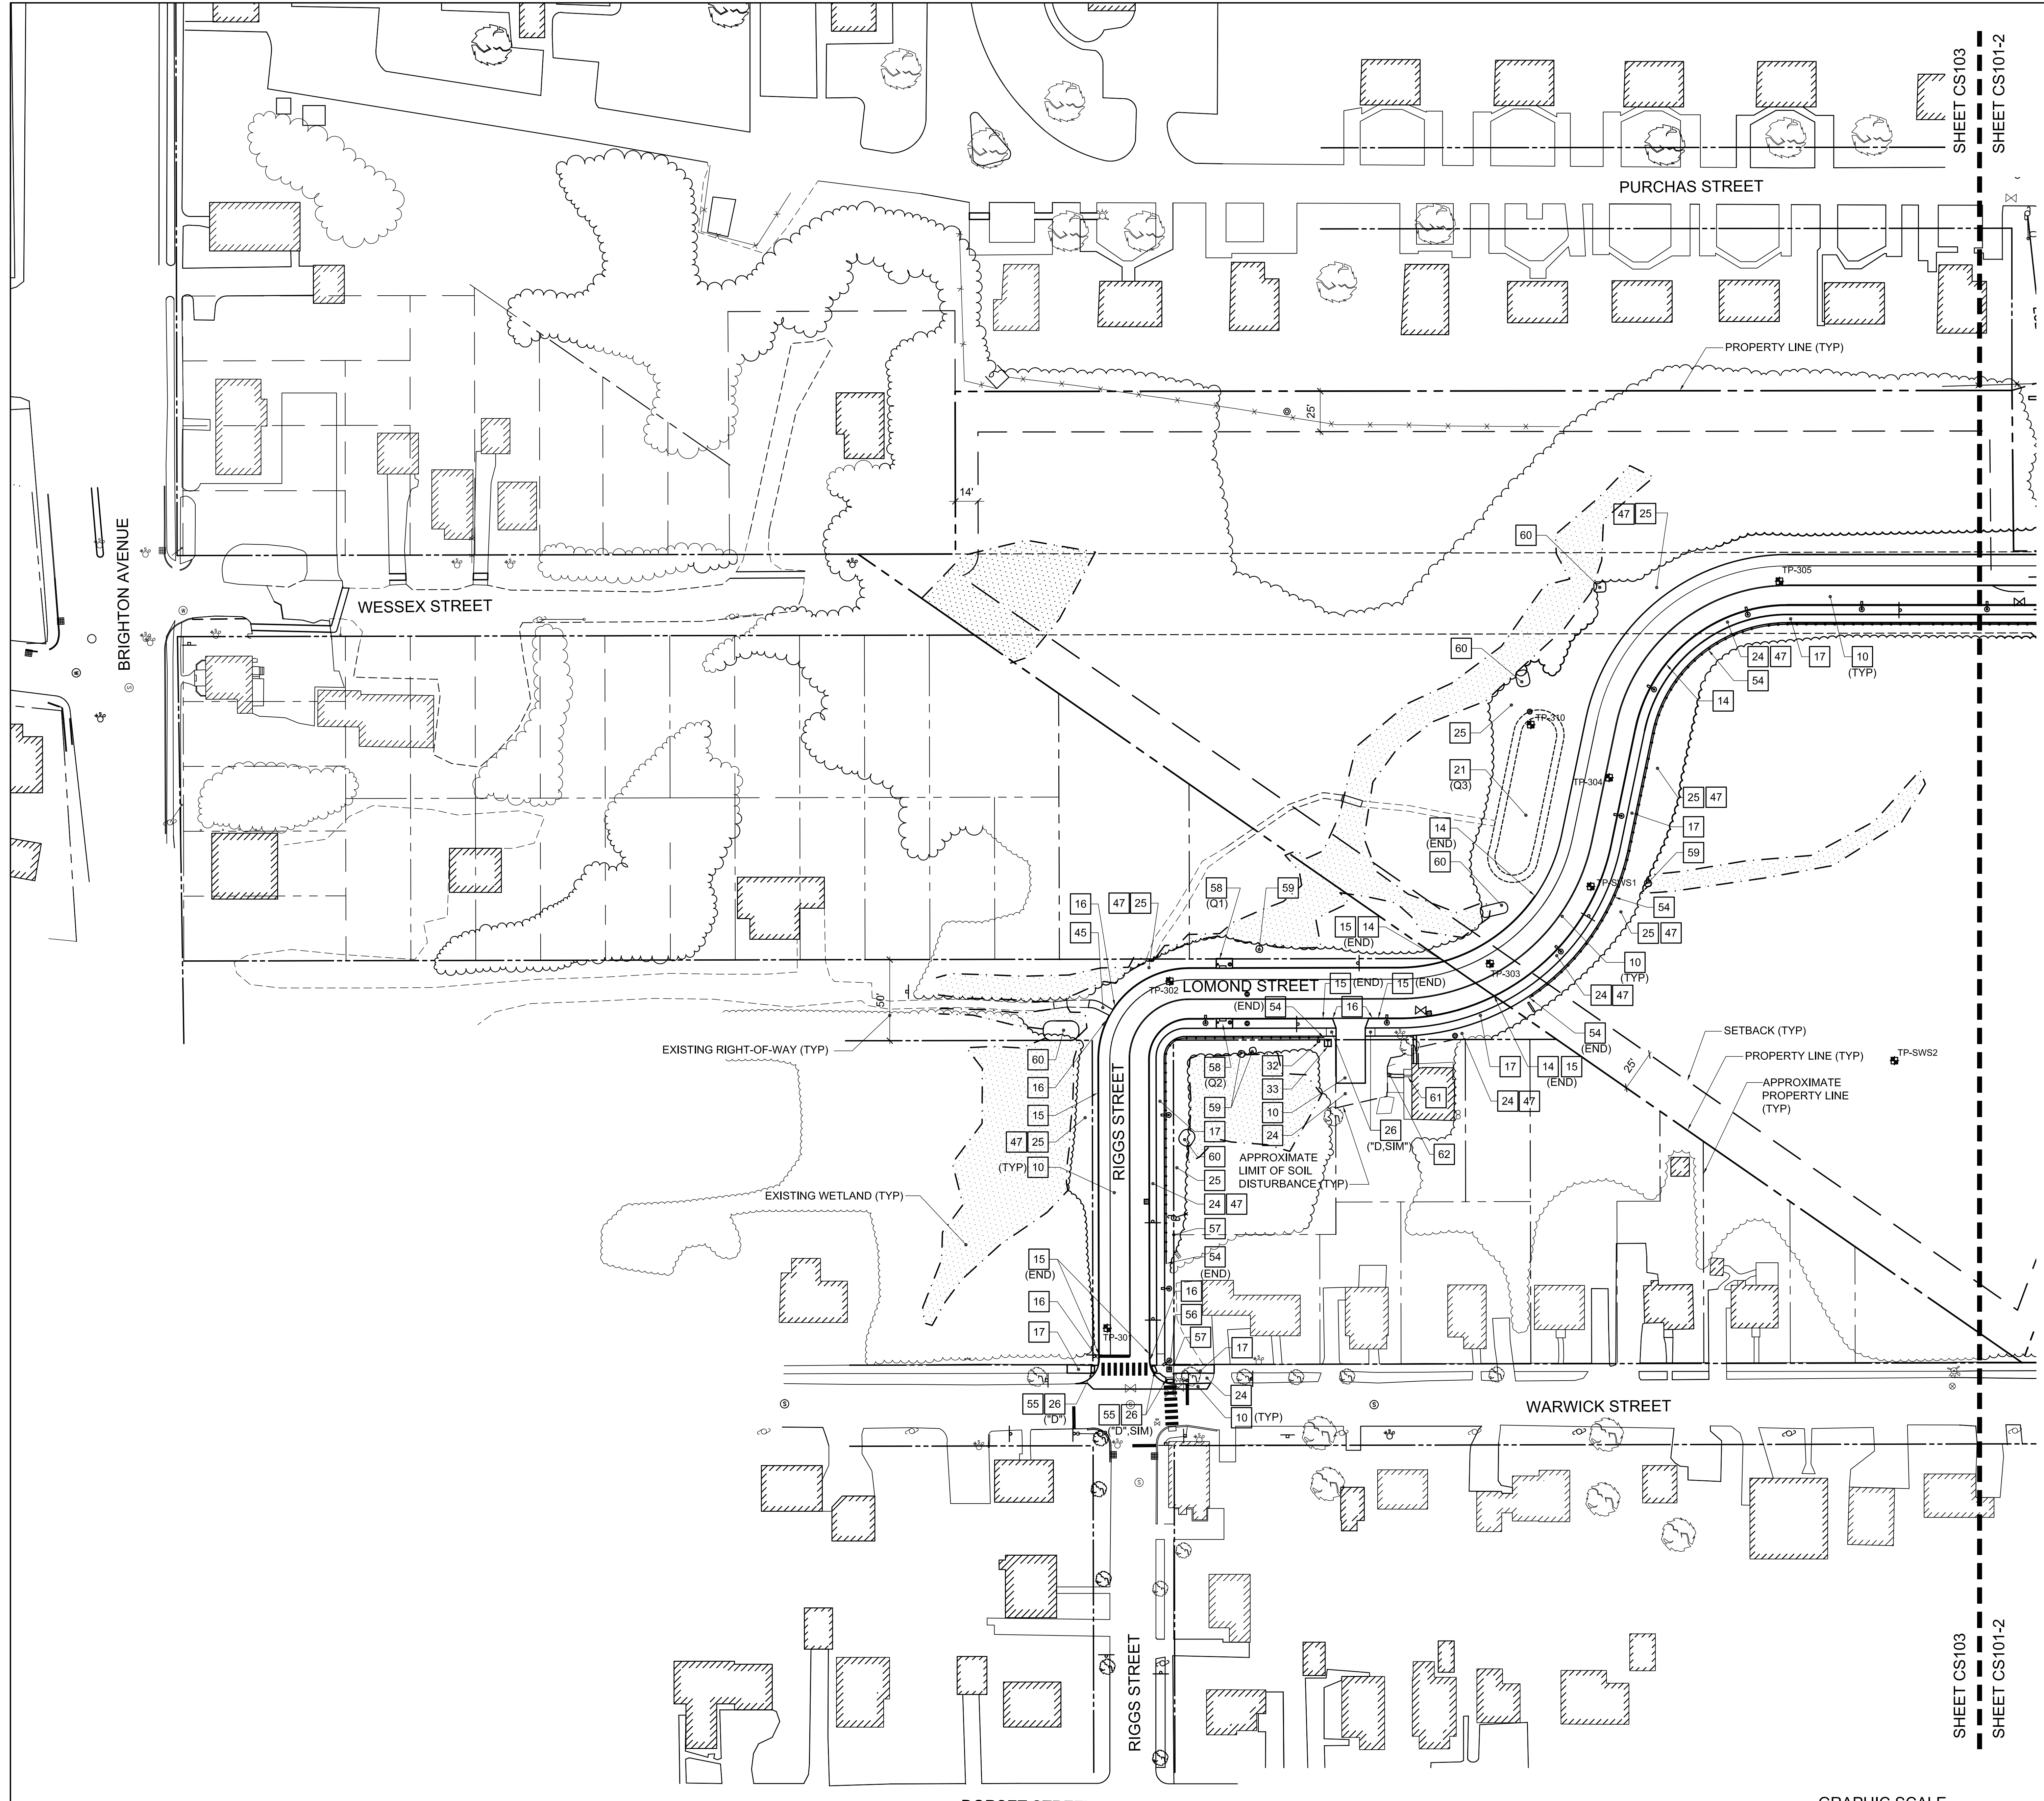 SHEET CS103
SHEET CS101-2
PURCHAS STREET
PROPERTY LINE (TYP)
25'
14'
47 25
60
BRIGHTON AVENUE
WESSEX STREET
TP-305
60
24 47 17 10
(TYP)
54
14
25
TP-310
21
(Q3)
TP-304
25 47
17
14
(END)
59
60
TP-SWS1
58
(Q1)
59
16
47 25
54
45
15 14
(END)
25 47
10
(TYP)
TP-303
TP-302
LOMOND STREET
15 (END)
15 (END)
50'
(END) 54
16
24 47
54
(END)
SETBACK (TYP)
EXISTING RIGHT-OF-WAY (TYP)
PROPERTY LINE (TYP)
TP-SWS2
60
58
(Q2)
32
17
14 15
(END)
25'
APPROXIMATE
PROPERTY LINE
(TYP)
16
33
61
24 47
15
59
10
RIGGS STREET
17
24
26
("D,SIM")
47 25
62
60
(TYP) 10
APPROXIMATE
LIMIT OF SOIL
DISTURBANCE (TYP)
25
EXISTING WETLAND (TYP)
24 47
57
15
(END)
54
(END)
16
16
56
17
TP-301
57
17
24
55 26
("D")
55 26
("D",SIM)
10 (TYP)
WARWICK STREET
RIGGS STREET
SHEET CS103
SHEET CS101-2